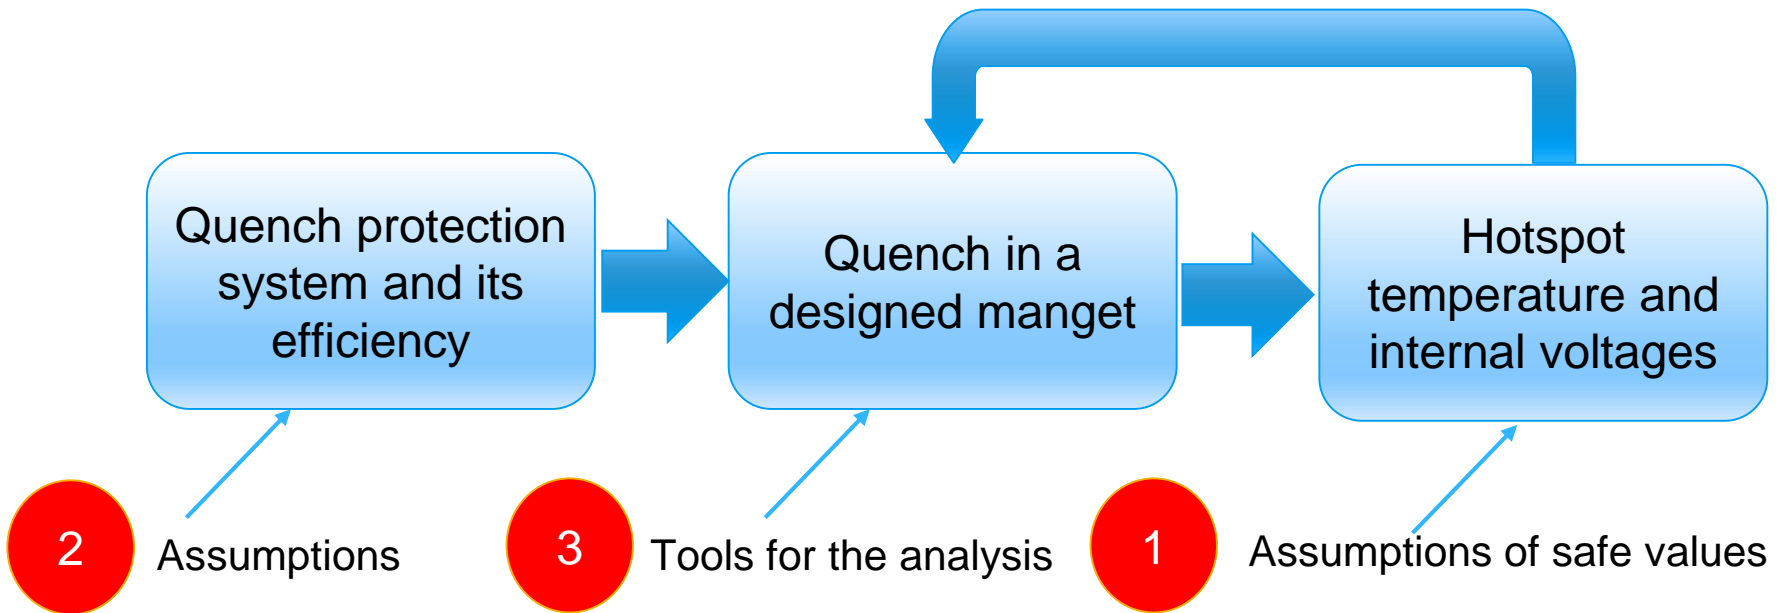 Quench protection
system and its
efficiency
Quench in a
designed manget
Hotspot
temperature and
internal voltages
2
Assumptions
3
Tools for the analysis
1
Assumptions of safe values